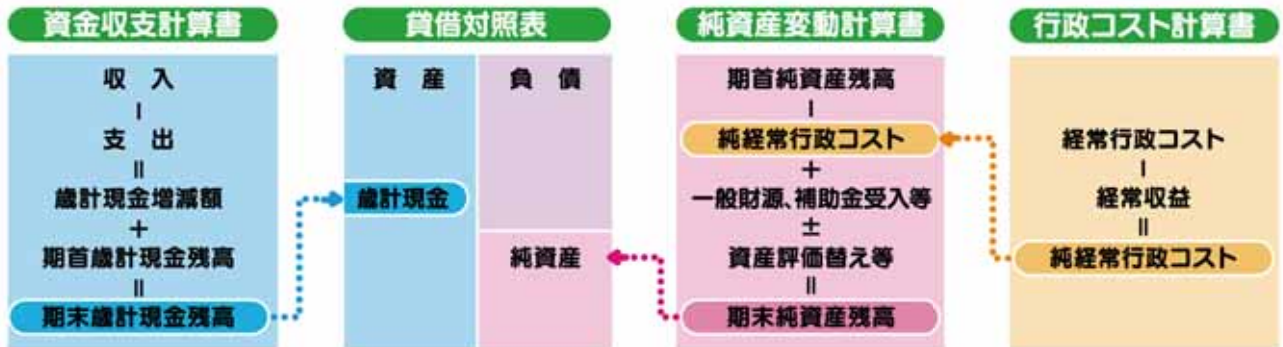 資金収支計算書
収入
－
支出
＝
歳計現金増減額
＋
期首歳計現金残高
＝
期末歳計現金残高
貸借対照表
資産
負債
歳計現金
純資産
純資産変動計算書
期首純資産残高
－
純経常行政コスト
＋
一般財源、補助金受入等
±
資産評価替え等
＝
期末純資産残高
行政コスト計算書
経常行政コスト
－
経常収益
＝
純経常行政コスト